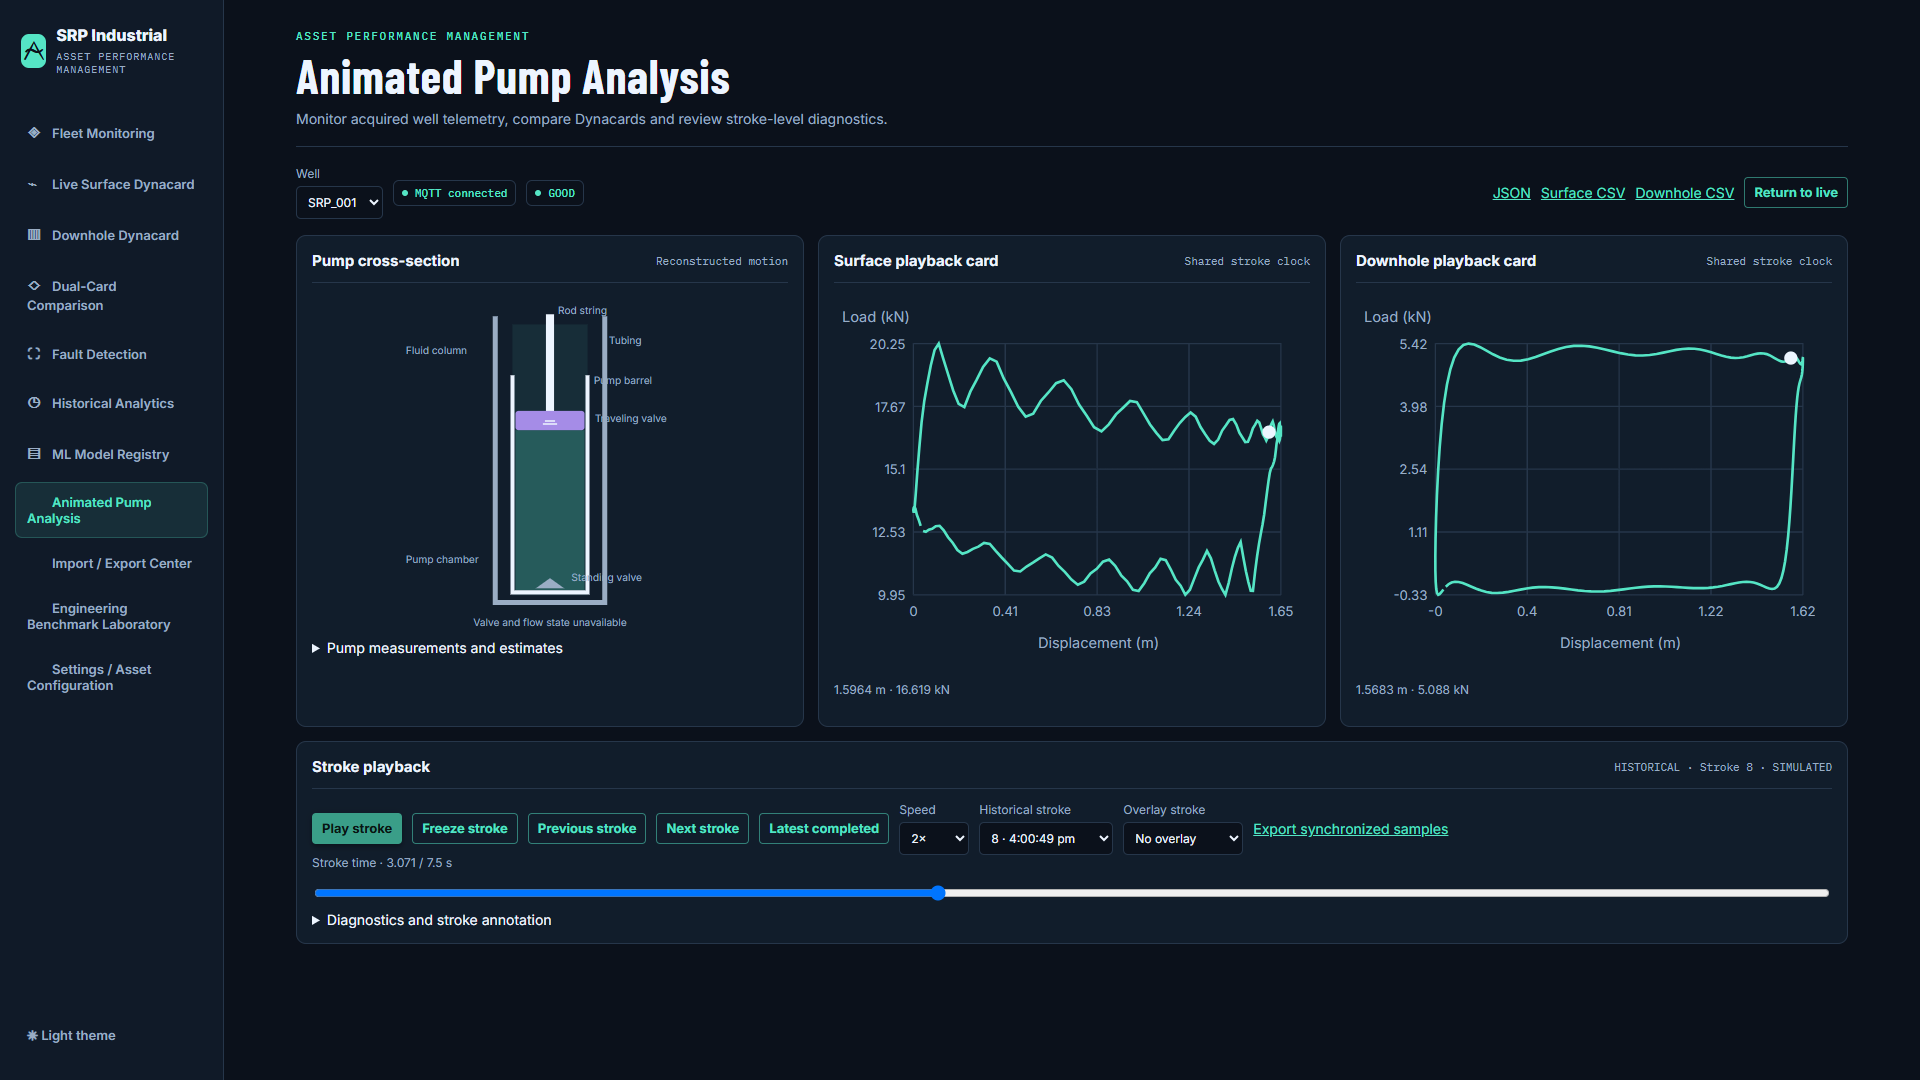 SRP Industrial
ASSET PERFORMANCE
MANAGEMENT
Fleet Monitoring
Live Surface Dynacard
Downhole Dynacard
Dual-Card
Comparison
Fault Detection
Historical Analytics
ML Model Registry
Animated Pump
Analysis
Import / Export Center
Engineering
Benchmark Laboratory
Settings / Asset
Configuration
Light theme
ASSET PERFORMANCE MANAGEMENT
Animated Pump Analysis
Monitor acquired well telemetry, compare Dynacards and review stroke-level diagnostics.
Well
SRP_001
MQTT connected
GOOD
JSON
Surface CSV
Downhole CSV
Return to live
Pump cross-section
Reconstructed motion
Rod string
Tubing
Fluid column
Pump barrel
Traveling valve
Pump chamber
Standing valve
Valve and flow state unavailable
Pump measurements and estimates
Surface playback card
Shared stroke clock
Load (kN)
20.25
17.67
15.1
12.53
9.95
0
0.41
0.83
1.24
1.65
Displacement (m)
1.5964 m · 16.619 kN
Downhole playback card
Shared stroke clock
Load (kN)
5.42
3.98
2.54
1.11
-0.33
-0
0.4
0.81
1.22
1.62
Displacement (m)
1.5683 m · 5.088 kN
Stroke playback
HISTORICAL · Stroke 8 · SIMULATED
Play stroke
Freeze stroke
Previous stroke
Next stroke
Latest completed
Speed
2×
Historical stroke
8 · 4:00:49 pm
Overlay stroke
No overlay
Export synchronized samples
Stroke time · 3.071 / 7.5 s
Diagnostics and stroke annotation